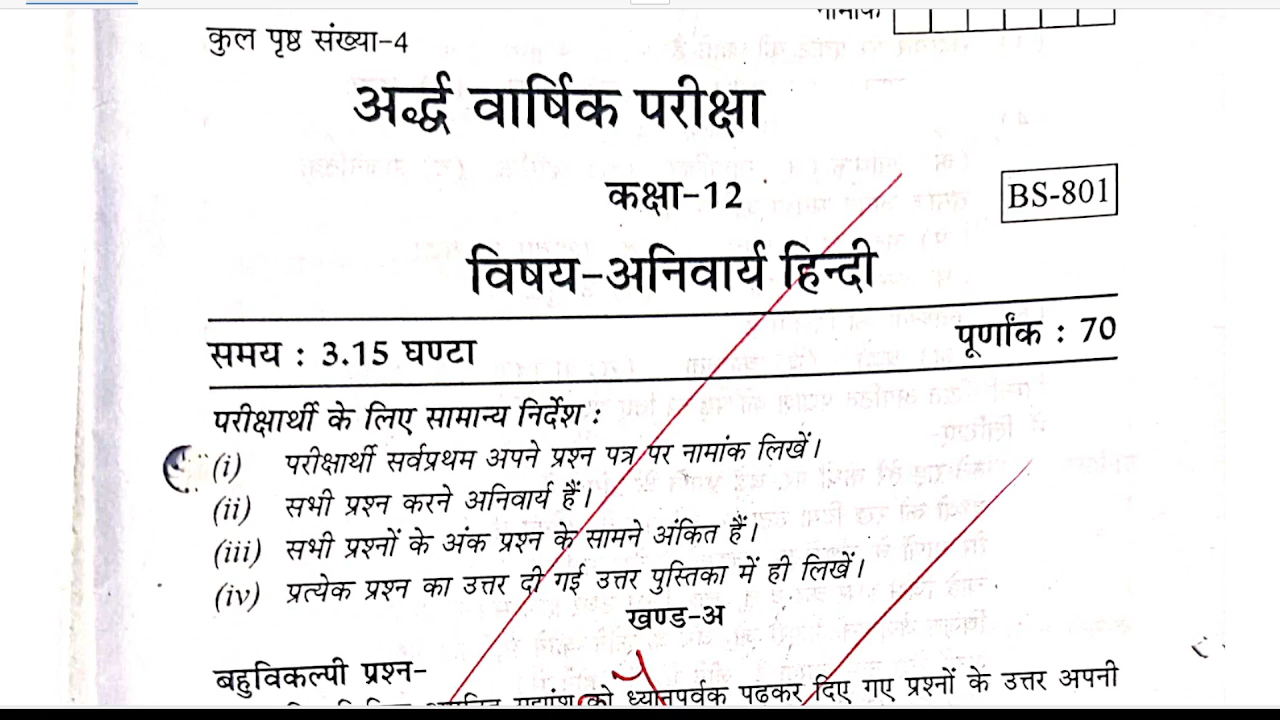 नामांक
कुल पृष्ठ संख्या-4
अर्द्ध वार्षिक परीक्षा
कक्षा-12
BS-801
विषय-अनिवार्य हिन्दी
समय : 3.15 घण्टा
पूर्णांक : 70
परीक्षार्थी के लिए सामान्य निर्देश :
(i) परीक्षार्थी सर्वप्रथम अपने प्रश्न पत्र पर नामांक लिखें।
(ii) सभी प्रश्न करने अनिवार्य हैं।
(iii) सभी प्रश्नों के अंक प्रश्न के सामने अंकित हैं।
(iv) प्रत्येक प्रश्न का उत्तर दी गई उत्तर पुस्तिका में ही लिखें।
खण्ड-अ
बहुविकल्पी प्रश्न-
गद्यांश को ध्यानपूर्वक पढकर दिए गए प्रश्नों के उत्तर अपनी